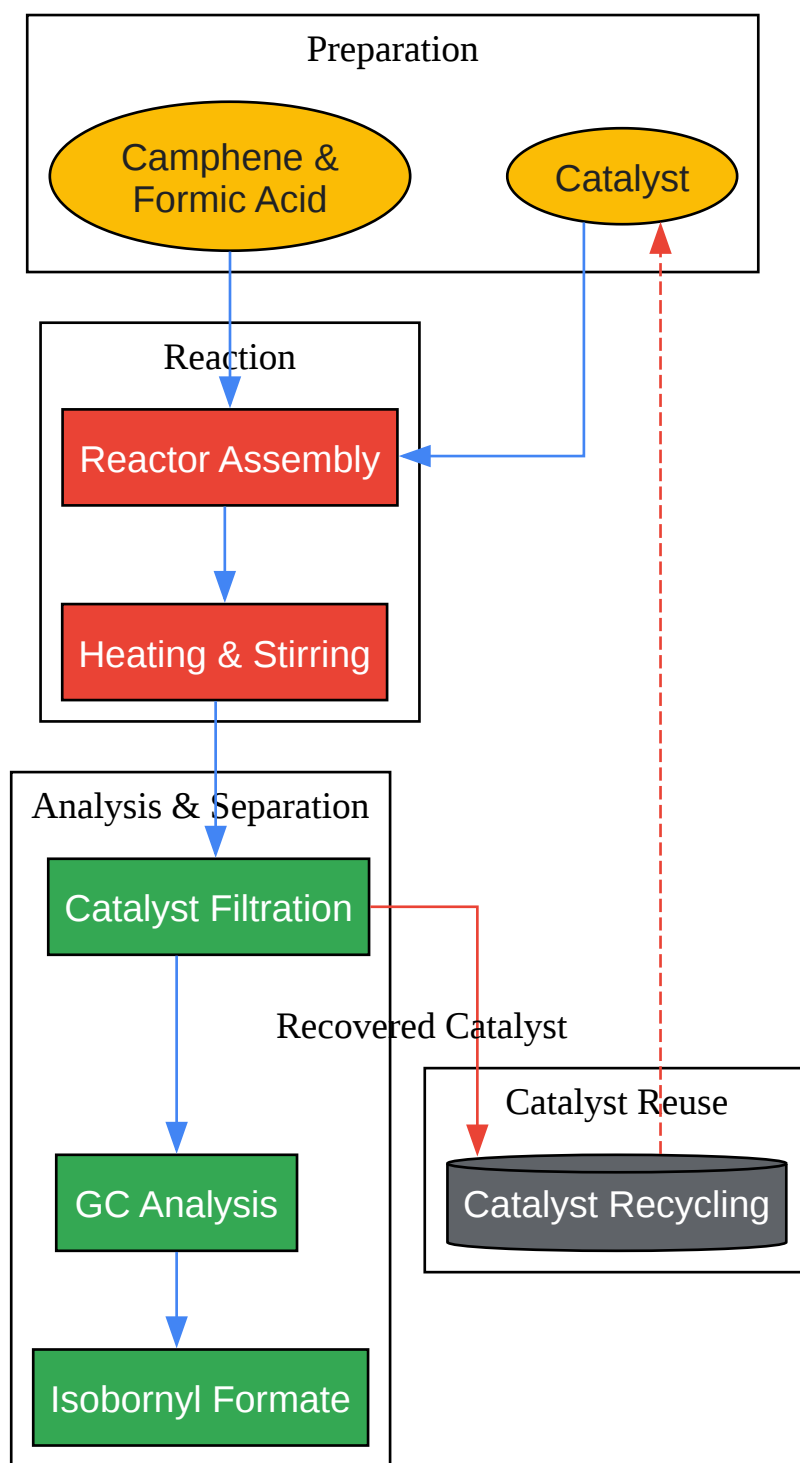 Preparation
Camphene &
Formic Acid
Catalyst
Reaction
Reactor Assembly
Heating & Stirring
Analysis & Separation
Catalyst Filtration
Recovered Catalyst
Catalyst Reuse
GC Analysis
Catalyst Recycling
Isobornyl Formate